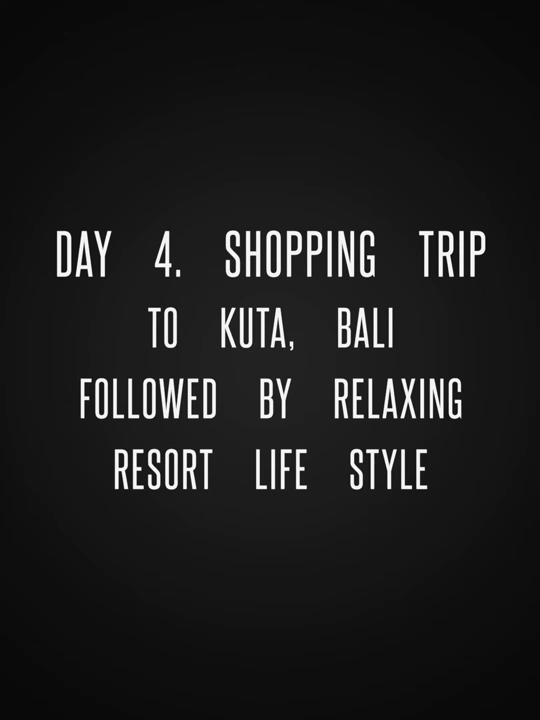 DAY 4. SHOPPING TRIP
TO KUTA, BALI
FOLLOWED BY RELAXING
RESORT LIFE STYLE